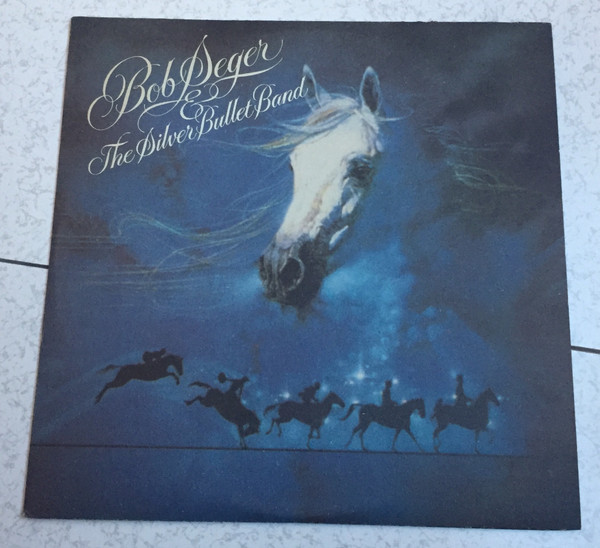 Bob Seger
&
The Silver Bullet Band